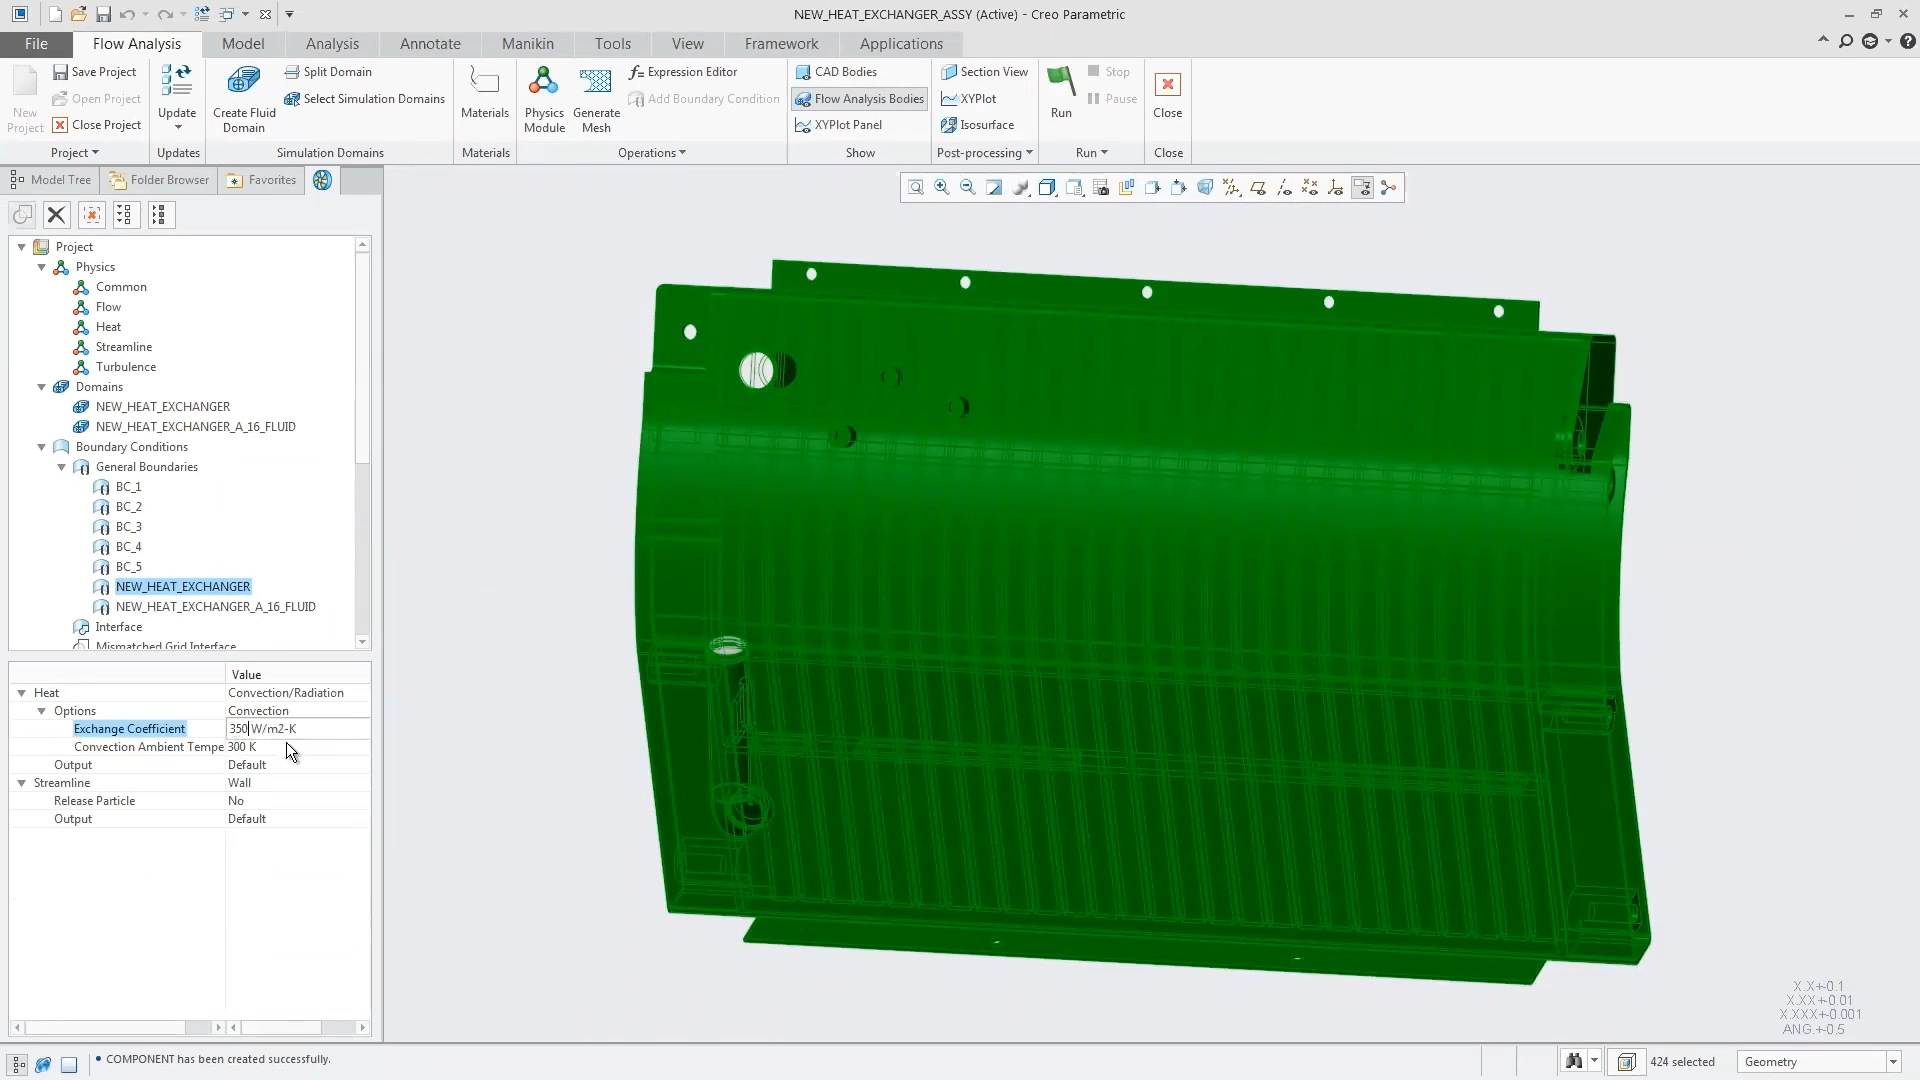 NEW_HEAT_EXCHANGER_ASSY (Active) - Creo Parametric
File Flow Analysis Model Analysis Annotate Manikin Tools View Framework Applications
New Project
Save Project
Open Project
Close Project
Project
Update
Updates
Create Fluid Domain
Split Domain
Select Simulation Domains
Simulation Domains
Materials
Materials
Physics Module
Generate Mesh
Expression Editor
Add Boundary Condition
Operations
CAD Bodies
Flow Analysis Bodies
XYPlot Panel
Show
Section View
XYPlot
Isosurface
Post-processing
Run
Stop
Pause
Run
Close
Close
Model Tree Folder Browser Favorites
Project
Physics
Common
Flow
Heat
Streamline
Turbulence
Domains
NEW_HEAT_EXCHANGER
NEW_HEAT_EXCHANGER_A_16_FLUID
Boundary Conditions
General Boundaries
BC_1
BC_2
BC_3
BC_4
BC_5
NEW_HEAT_EXCHANGER
NEW_HEAT_EXCHANGER_A_16_FLUID
Interface
Mismatched Grid Interface
Value
Heat Convection/Radiation
Options Convection
Exchange Coefficient 350 W/m2-K
Convection Ambient Tempe 300 K
Output Default
Streamline Wall
Release Particle No
Output Default
X.X+-0.1
X.XX+-0.01
X.XXX+-0.001
ANG.+-0.5
• COMPONENT has been created successfully.
424 selected
Geometry